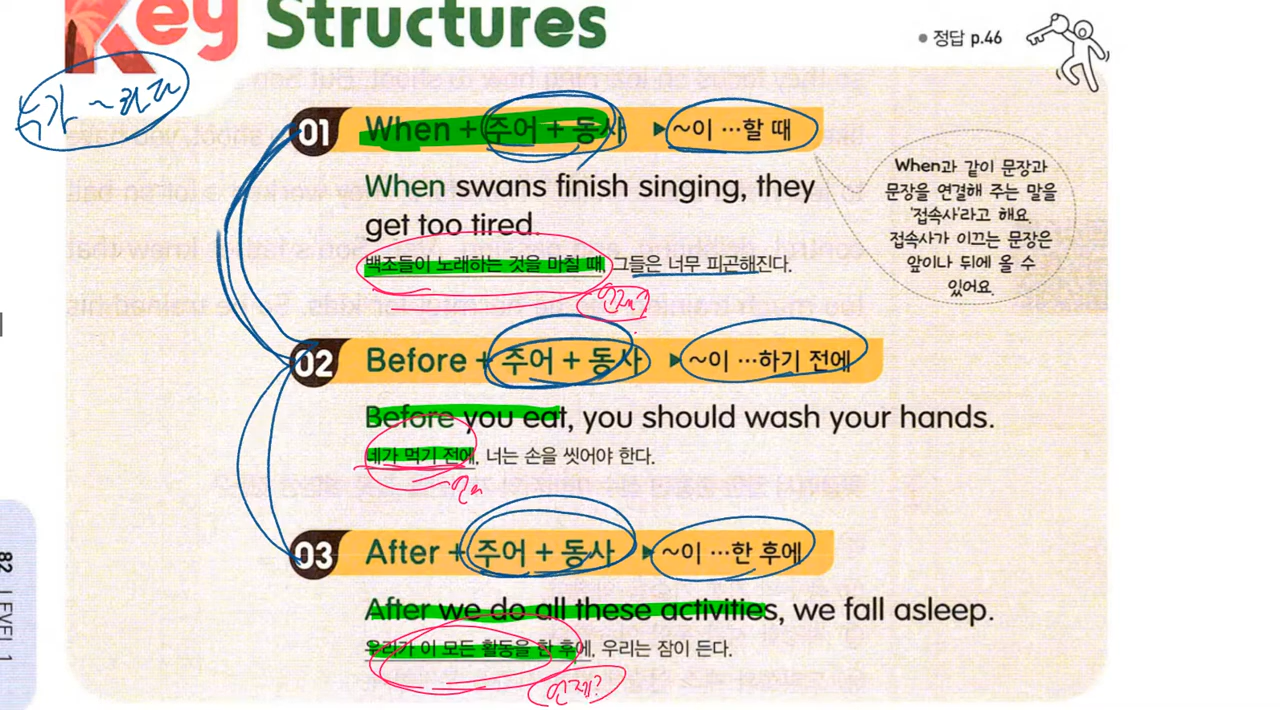 Key Structures
● 정답 p.46
누가 ~하다
01 When + 주어 + 동사 ▶ ~이 …할 때
When swans finish singing, they
get too tired.
백조들이 노래하는 것을 마칠 때, 그들은 너무 피곤해진다.
언제?
When과 같이 문장과
문장을 연결해 주는 말을
'접속사'라고 해요.
접속사가 이끄는 문장은
앞이나 뒤에 올 수
있어요.
02 Before + 주어 + 동사 ▶ ~이 …하기 전에
Before you eat, you should wash your hands.
네가 먹기 전에, 너는 손을 씻어야 한다.
03 After + 주어 + 동사 ▶ ~이 …한 후에
After we do all these activities, we fall asleep.
우리가 이 모든 활동을 한 후에, 우리는 잠이 든다.
언제?
82 LEVEL 1